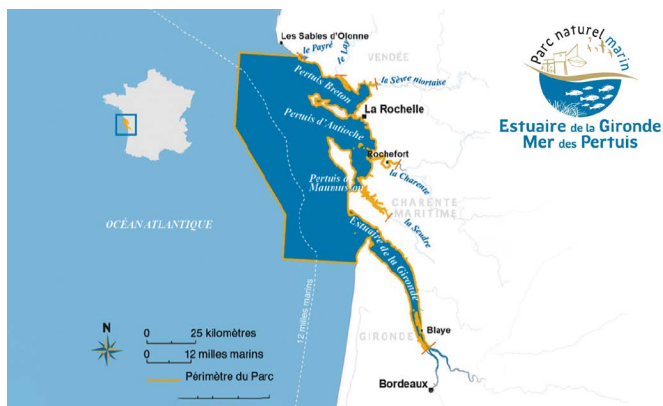 Parc naturel marin
Estuaire de la Gironde
Mer des Pertuis
Les Sables d'Olonne
le Payré
le Lay
VENDÉE
la Sèvre niortaise
Pertuis Breton
La Rochelle
Pertuis d'Antioche
Rochefort
la Charente
Pertuis de
Maumusson
CHARENTE
MARITIME
la Seudre
OCÉAN ATLANTIQUE
Estuaire de la Gironde
12 milles marins
GIRONDE
Blaye
Bordeaux
N
0 25 kilomètres
0 12 milles marins
Périmètre du Parc